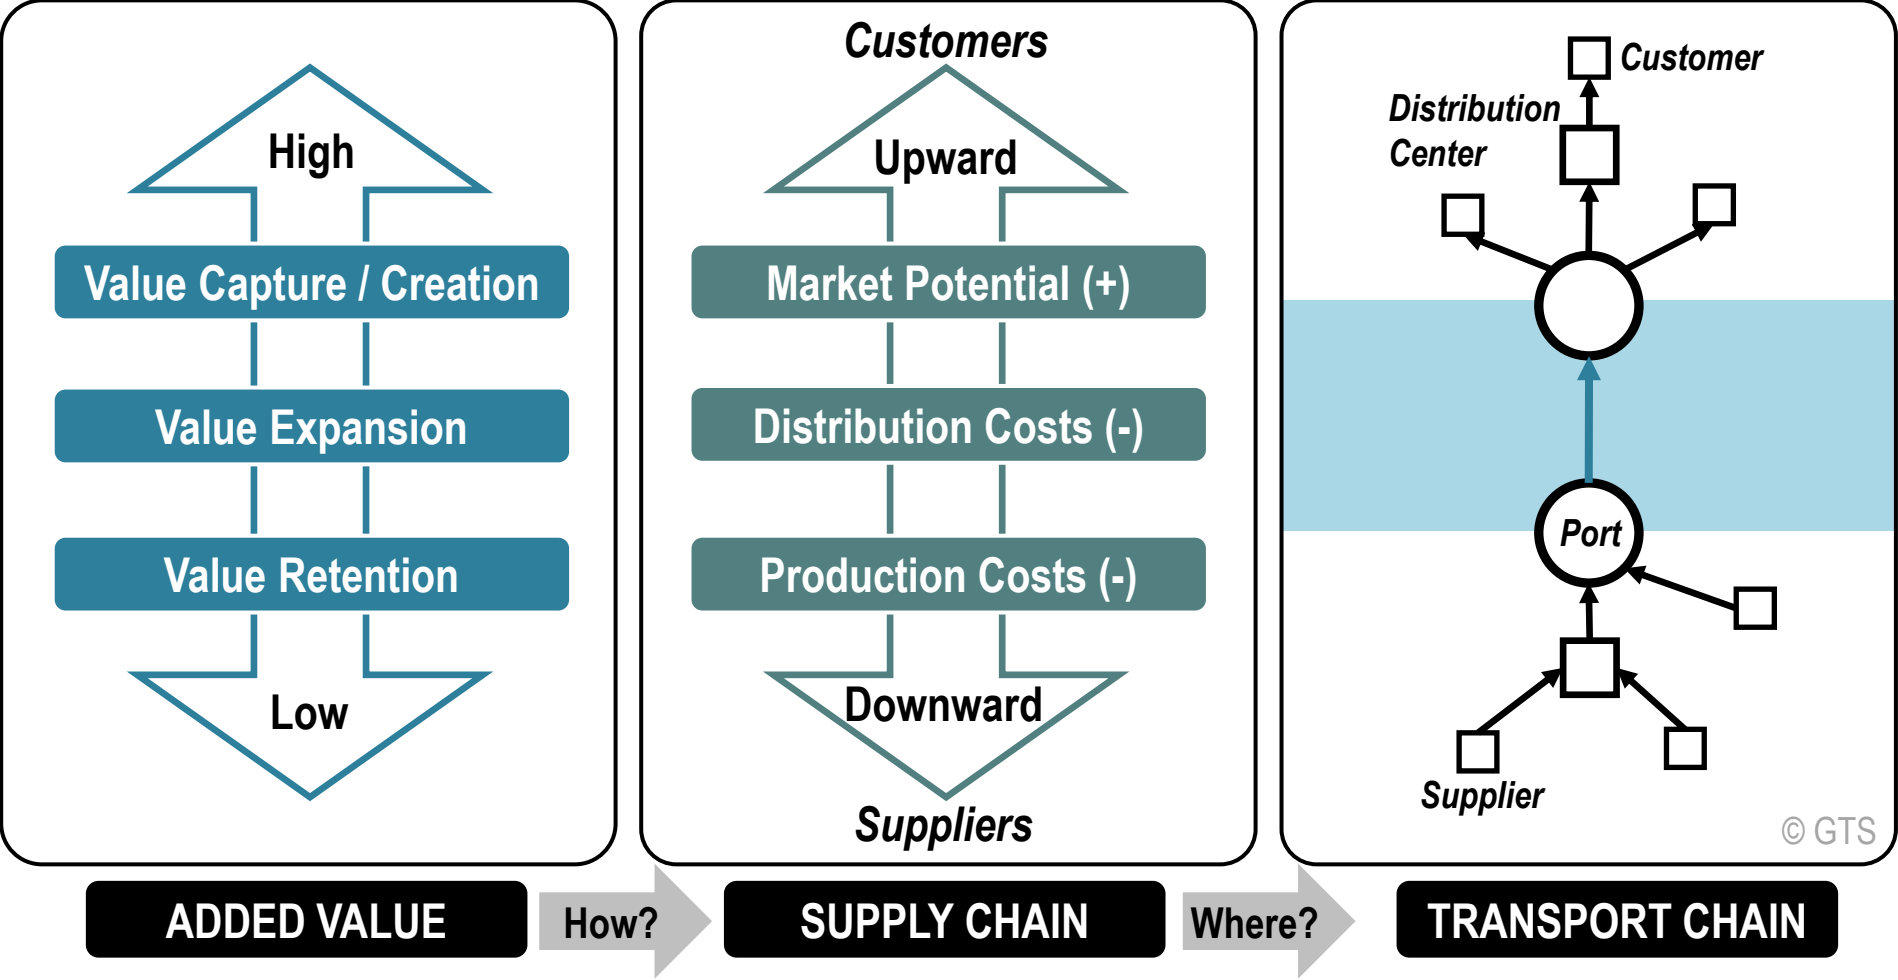 High
Value Capture / Creation
Value Expansion
Value Retention
Low
Customers
Upward
Market Potential (+)
Distribution Costs (-)
Production Costs (-)
Downward
Suppliers
Customer
Distribution
Center
Port
Supplier
© GTS
ADDED VALUE
How?
SUPPLY CHAIN
Where?
TRANSPORT CHAIN